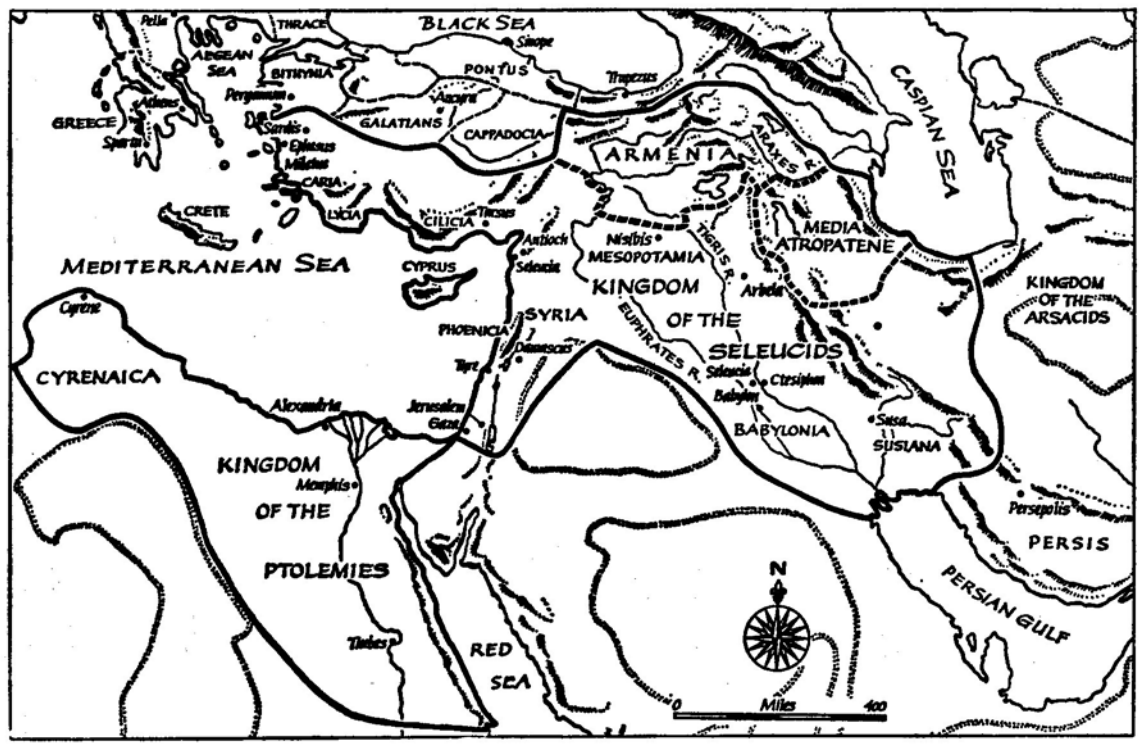 Pella
THRACE
BLACK SEA
Sinope
AEGEAN
SEA
BITHYNIA
PONTUS
Trapezus
CASPIAN SEA
Pergamum
Ancyra
Athens
GREECE
Sparta
Sardis
Ephesus
Miletus
GALATIANS
CAPPADOCIA
ARMENIA
ARAXES R.
CARIA
LYCIA
CILICIA
Tarsus
CRETE
Antioch
Seleucia
Nisibis
MESOPOTAMIA
TIGRIS R.
MEDIA
ATROPATENE
MEDITERRANEAN SEA
CYPRUS
KINGDOM
OF THE
SELEUCIDS
Arbela
KINGDOM
OF THE
ARSACIDS
Cyrene
CYRENAICA
PHOENICIA
SYRIA
Tyre
Damascus
EUPHRATES R.
Seleucia
Ctesiphon
Babylon
BABYLONIA
Susa
SUSIANA
Alexandria
Jerusalem
Gaza
KINGDOM
OF THE
PTOLEMIES
Memphis
Thebes
RED
SEA
Persepolis
PERSIS
PERSIAN GULF
N
0 Miles 400